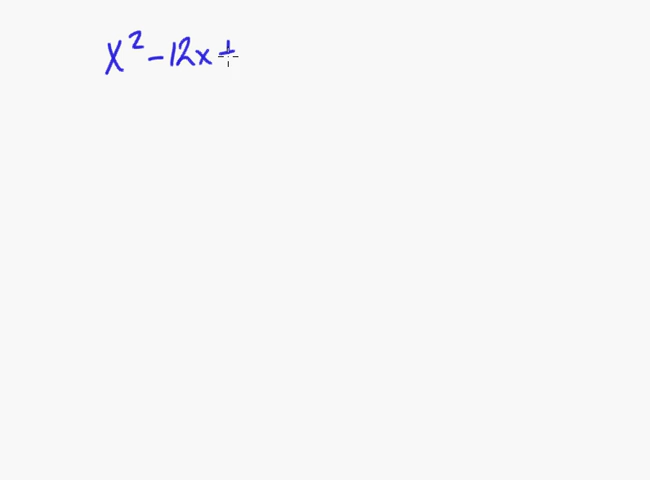 x² - 12x +